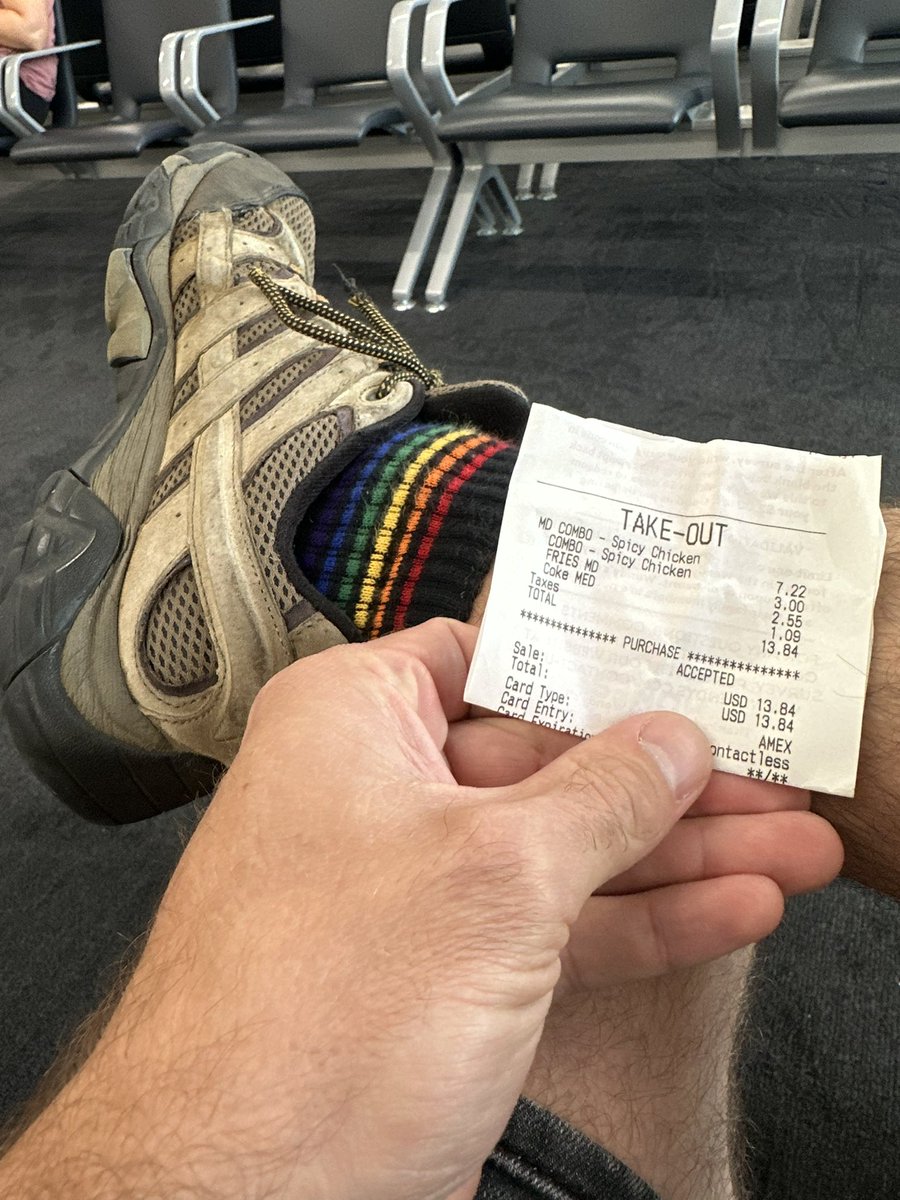 TAKE-OUT
MD COMBO - Spicy Chicken
COMBO - Spicy Chicken 7.22
FRIES MD 3.00
Coke MED 2.55
Taxes 1.09
TOTAL 13.84
************** PURCHASE ***************
ACCEPTED
Sale: USD 13.84
Total: USD 13.84
Card Type: AMEX
Card Entry: ontactless
Card Expiratio **/**